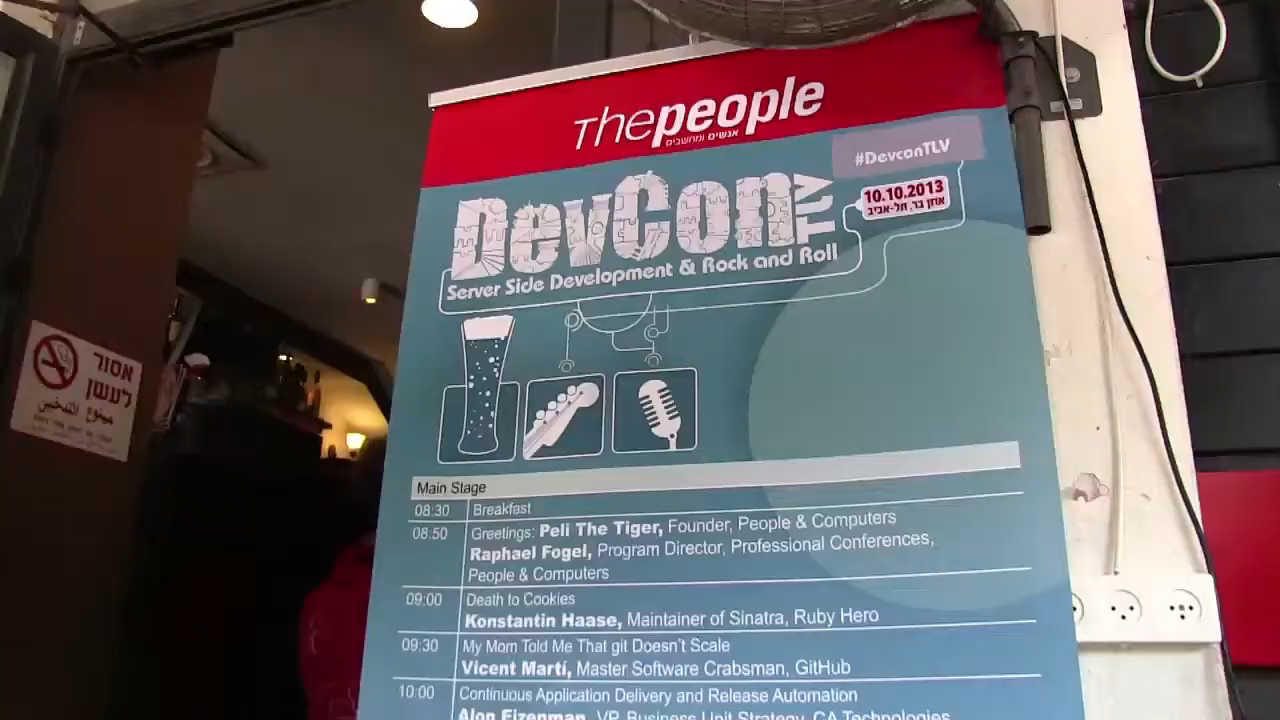 Thepeople
אנשים ומחשבים
#DevconTLV
DevCon TLV
10.10.2013
אוזן בר, תל-אביב
Server Side Development & Rock and Roll
אסור
לעשן
ممنوع التدخين
Main Stage
08:30 Breakfast
08:50 Greetings: Peli The Tiger, Founder, People & Computers
Raphael Fogel, Program Director, Professional Conferences,
People & Computers
09:00 Death to Cookies
Konstantin Haase, Maintainer of Sinatra, Ruby Hero
09:30 My Mom Told Me That git Doesn't Scale
Vicent Martí, Master Software Crabsman, GitHub
10:00 Continuous Application Delivery and Release Automation
Alon Eizenman, VP, Business Unit Strategy, CA Technologies